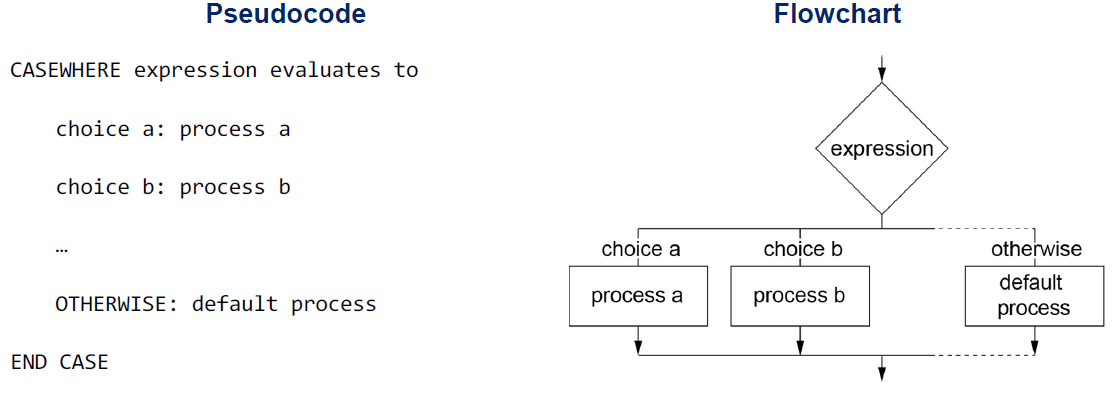 Pseudocode
CASEWHERE expression evaluates to
choice a: process a
choice b: process b
…
OTHERWISE: default process
END CASE
Flowchart
expression
choice a
choice b
otherwise
process a
process b
default
process